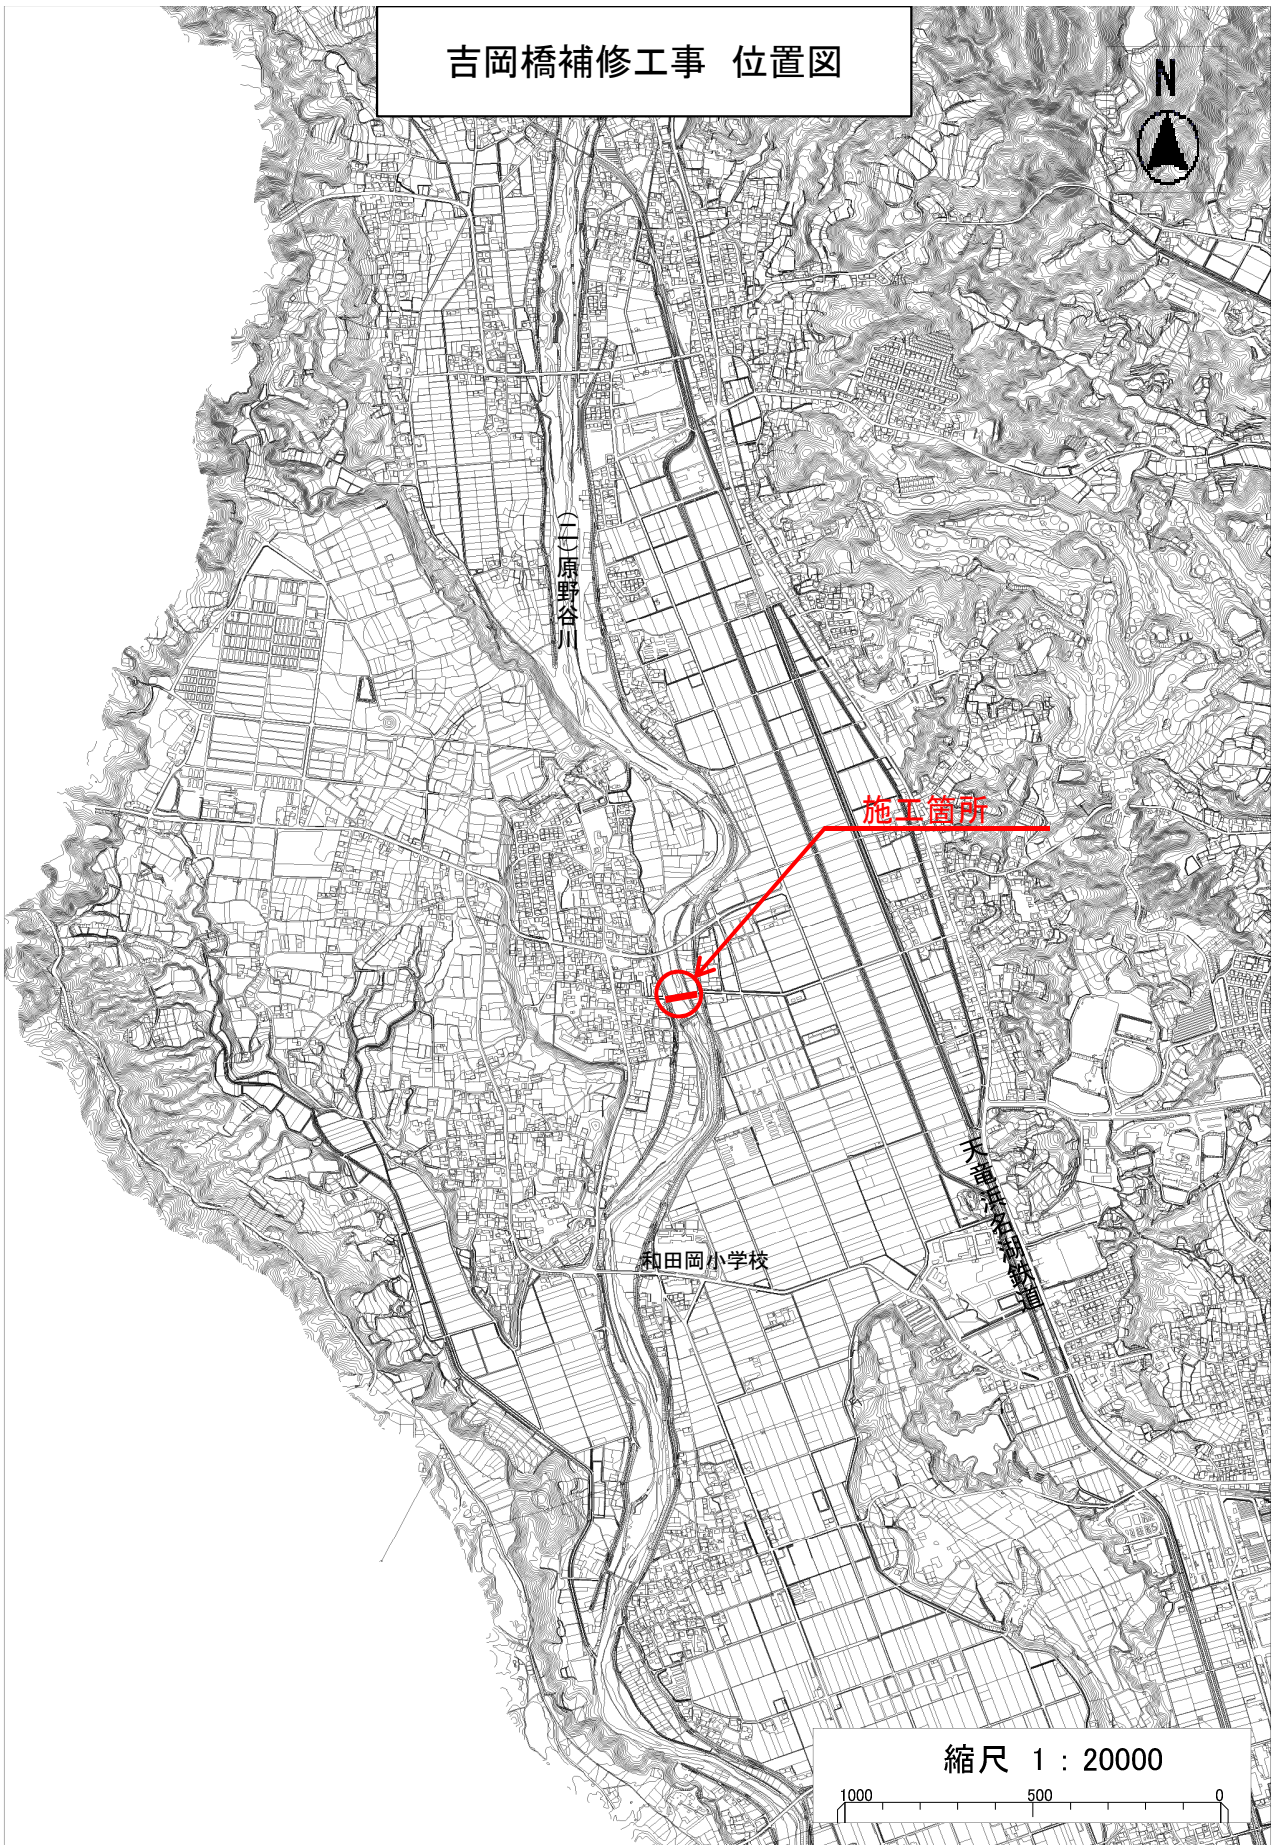 吉岡橋補修工事 位置図
N
(二)原野谷川
施工箇所
天竜浜名湖鉄道
和田岡小学校
縮尺 1 : 20000
1000 500 0